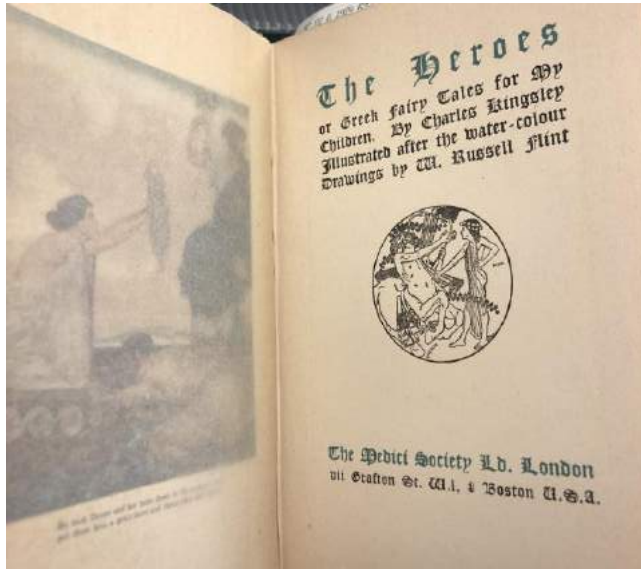 The Heroes
or Greek Fairy Tales for My
Children. By Charles Kingsley
Illustrated after the water-colour
Drawings by W. Russell Flint
The Medici Society Ld. London
vii Grafton St. W.1, & Boston U.S.A.